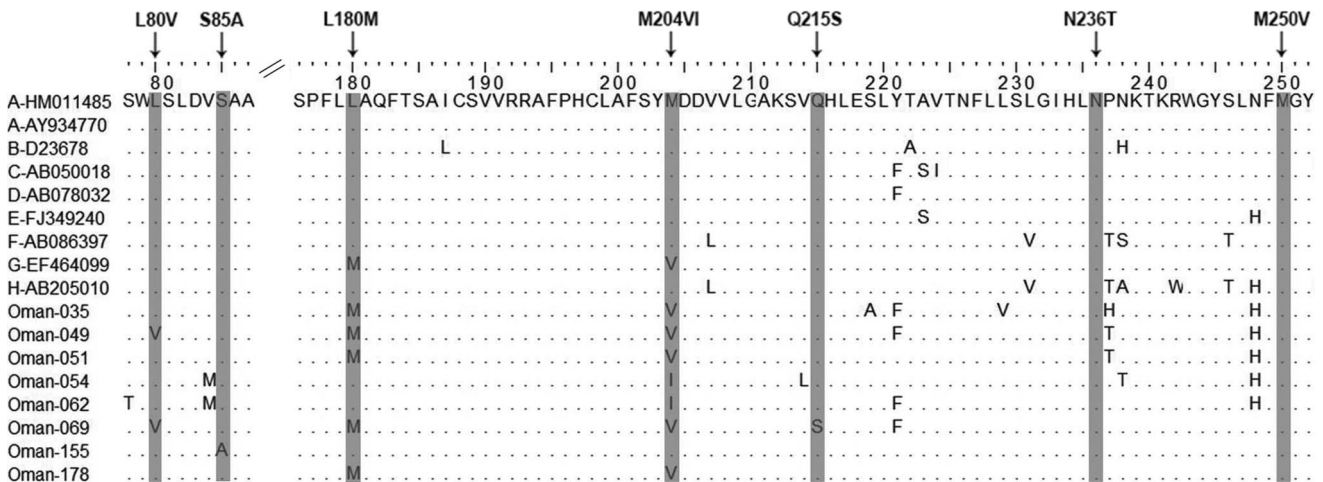 L80V S85A L180M M204VI Q215S N236T M250V
80 180 190 200 210 220 230 240 250
A-HM011485 SWLSLDVSAA SPFLLAQFTSAICSVVRRAFPHCLAFSYMDDVVLGAKSVQHLESLYTAVTNFLLSLGIHLNPNKTKRWGYSLNFMGY
A-AY934770
B-D23678 I A H
C-AB050018 F S I
D-AB078032 F
E-FJ349240 S H
F-AB086397 L V T S T
G-EF464099 M V
H-AB205010 L V T A W T H
Oman-035 M V A F V H H
Oman-049 V M V F T H
Oman-051 M V T H
Oman-054 M I L T H
Oman-062 T M I F H
Oman-069 V M V S F
Oman-155 A
Oman-178 M V